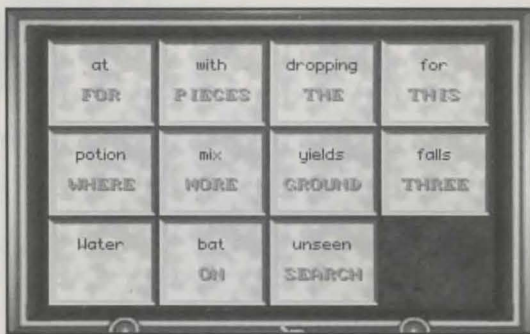 at with dropping for
FOR PIECES THE THIS
potion mix yields falls
WHERE MORE GROUND THREE
Water bat unseen
ON SEARCH